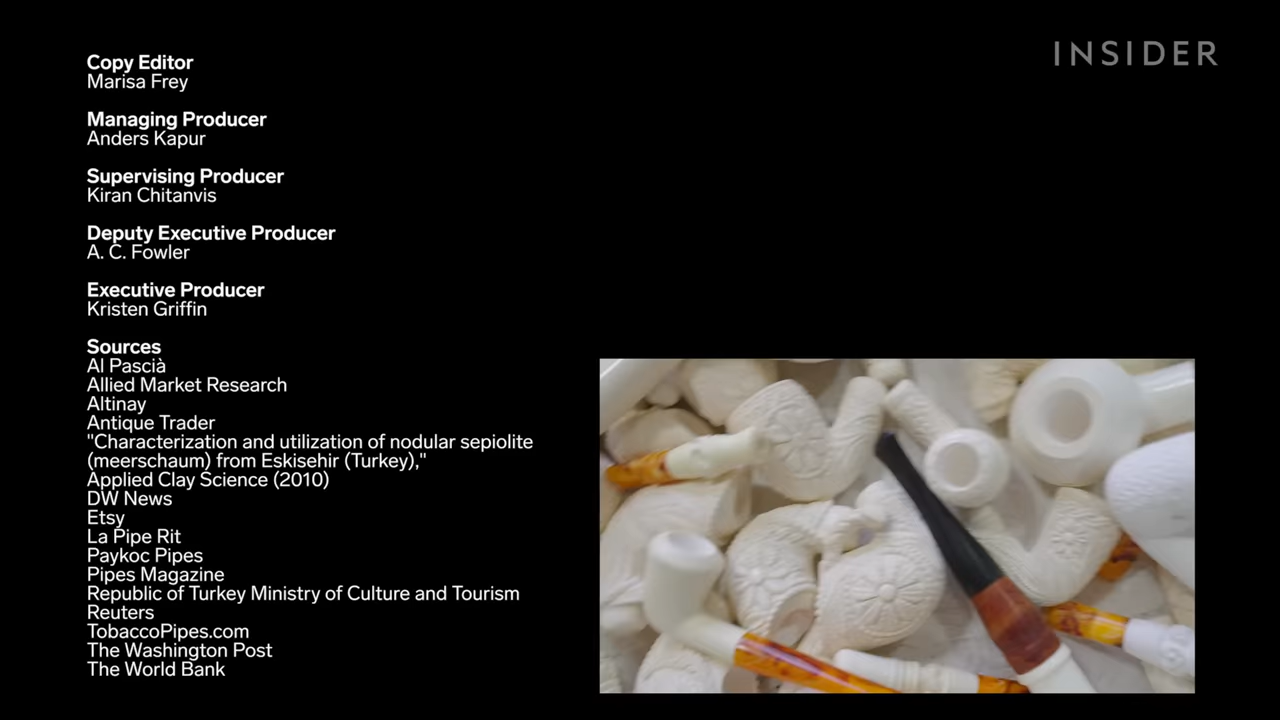 INSIDER
Copy Editor
Marisa Frey
Managing Producer
Anders Kapur
Supervising Producer
Kiran Chitanvis
Deputy Executive Producer
A. C. Fowler
Executive Producer
Kristen Griffin
Sources
Al Pascià
Allied Market Research
Altinay
Antique Trader
"Characterization and utilization of nodular sepiolite
(meerschaum) from Eskisehir (Turkey),"
Applied Clay Science (2010)
DW News
Etsy
La Pipe Rit
Paykoc Pipes
Pipes Magazine
Republic of Turkey Ministry of Culture and Tourism
Reuters
TobaccoPipes.com
The Washington Post
The World Bank